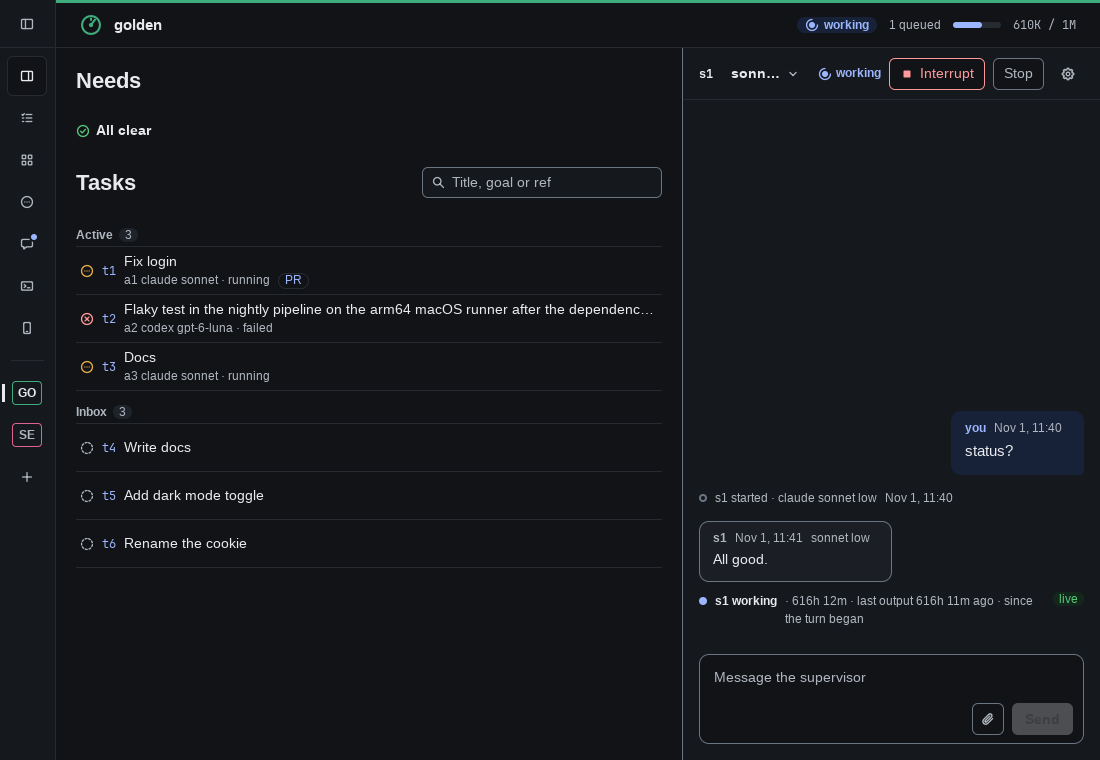 golden
working
1 queued
610K / 1M
Needs
All clear
Tasks
Title, goal or ref
Active 3
t1
Fix login
a1 claude sonnet · running PR
t2
Flaky test in the nightly pipeline on the arm64 macOS runner after the dependenc…
a2 codex gpt-6-luna · failed
t3
Docs
a3 claude sonnet · running
Inbox 3
t4 Write docs
t5 Add dark mode toggle
t6 Rename the cookie
GO
SE
s1 sonn… working Interrupt Stop
you Nov 1, 11:40
status?
s1 started · claude sonnet low Nov 1, 11:40
s1 Nov 1, 11:41 sonnet low
All good.
s1 working · 616h 12m · last output 616h 11m ago · since
the turn began
live
Message the supervisor
Send